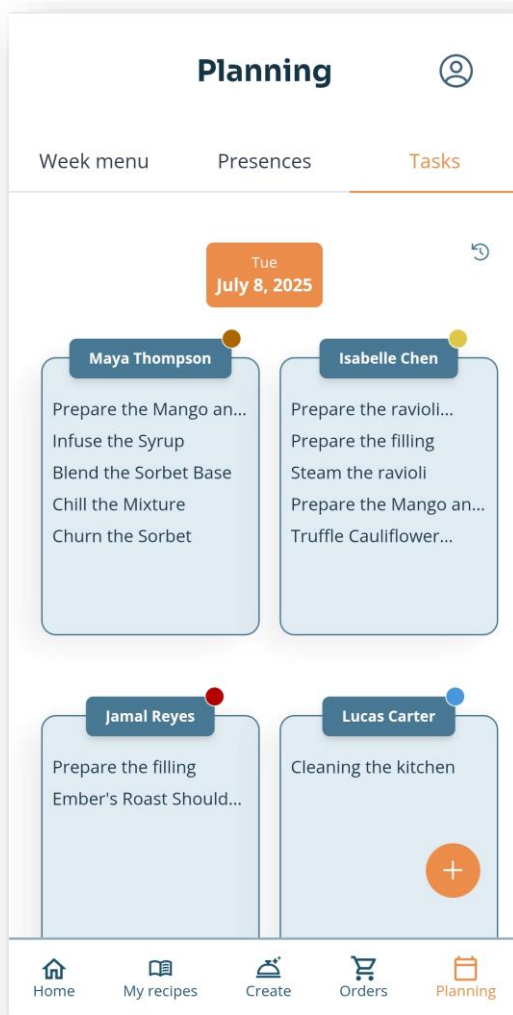 Planning
Week menu
Presences
Tasks
Tue
July 8, 2025
Maya Thompson
Prepare the Mango an...
Infuse the Syrup
Blend the Sorbet Base
Chill the Mixture
Churn the Sorbet
Isabelle Chen
Prepare the ravioli...
Prepare the filling
Steam the ravioli
Prepare the Mango an...
Truffle Cauliflower...
Jamal Reyes
Prepare the filling
Ember's Roast Should...
Lucas Carter
Cleaning the kitchen
+
Home
My recipes
Create
Orders
Planning